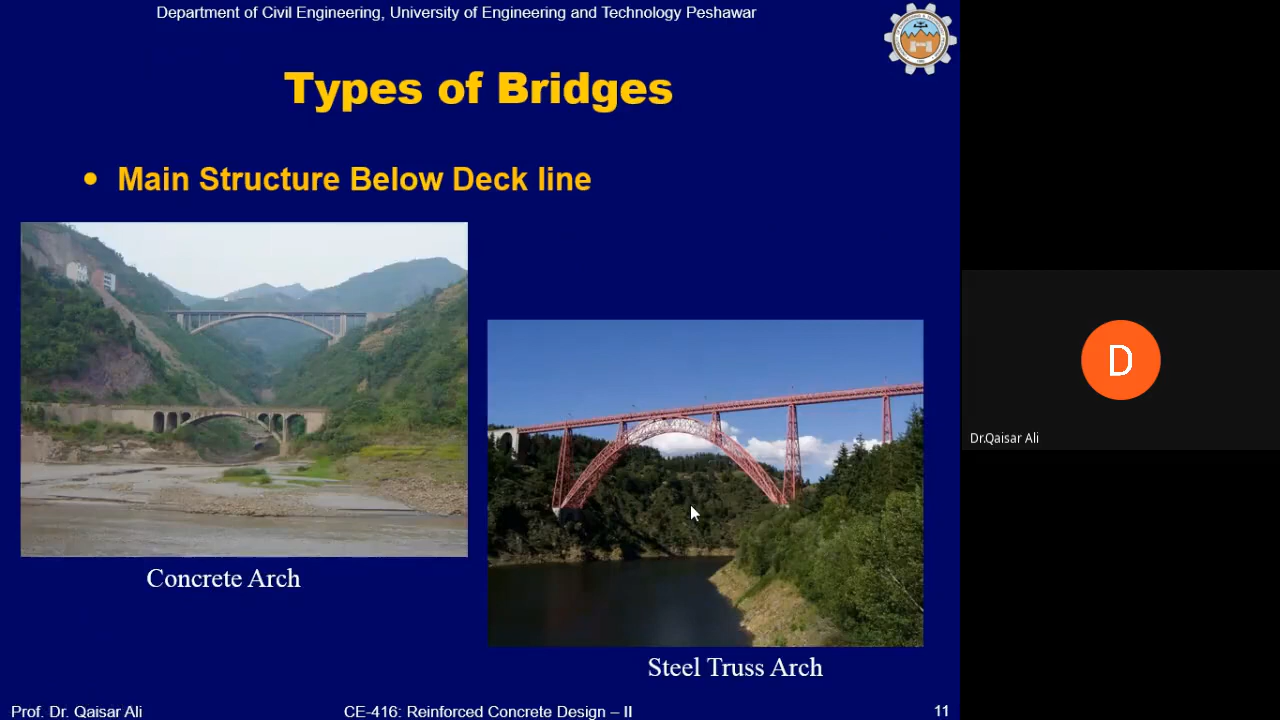 Department of Civil Engineering, University of Engineering and Technology Peshawar
Types of Bridges
• Main Structure Below Deck line
Concrete Arch
Steel Truss Arch
Prof. Dr. Qaisar Ali
CE-416: Reinforced Concrete Design – II
11
D
Dr.Qaisar Ali